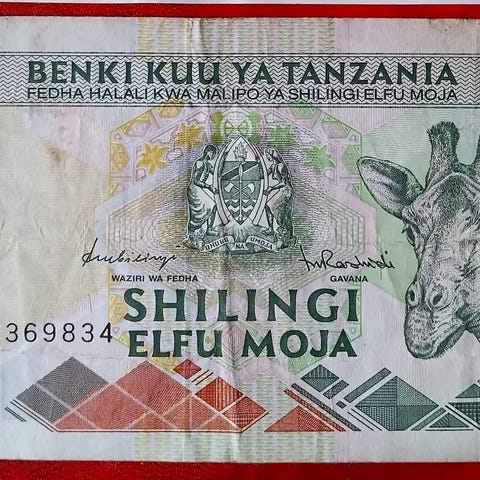 BENKI KUU YA TANZANIA
FEDHA HALALI KWA MALIPO YA SHILINGI ELFU MOJA
UHURU NA UMOJA
WAZIRI WA FEDHA
GAVANA
SHILINGI
369834
ELFU MOJA